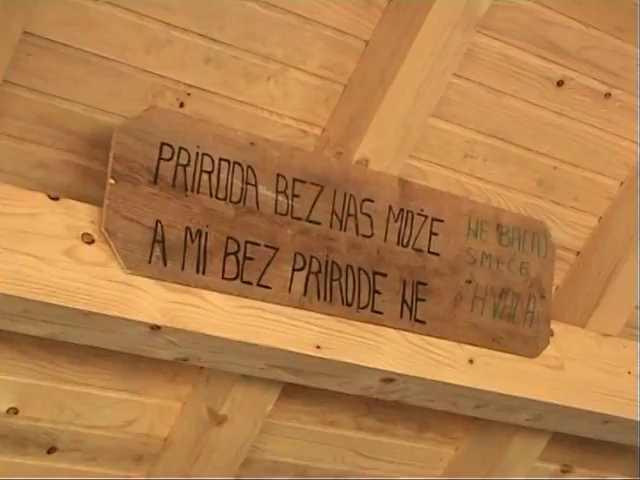 PRIRODA BEZ NAS MOŽE
A MI BEZ PRIRODE NE
NE BACAJ
SMEĆE
HVALA